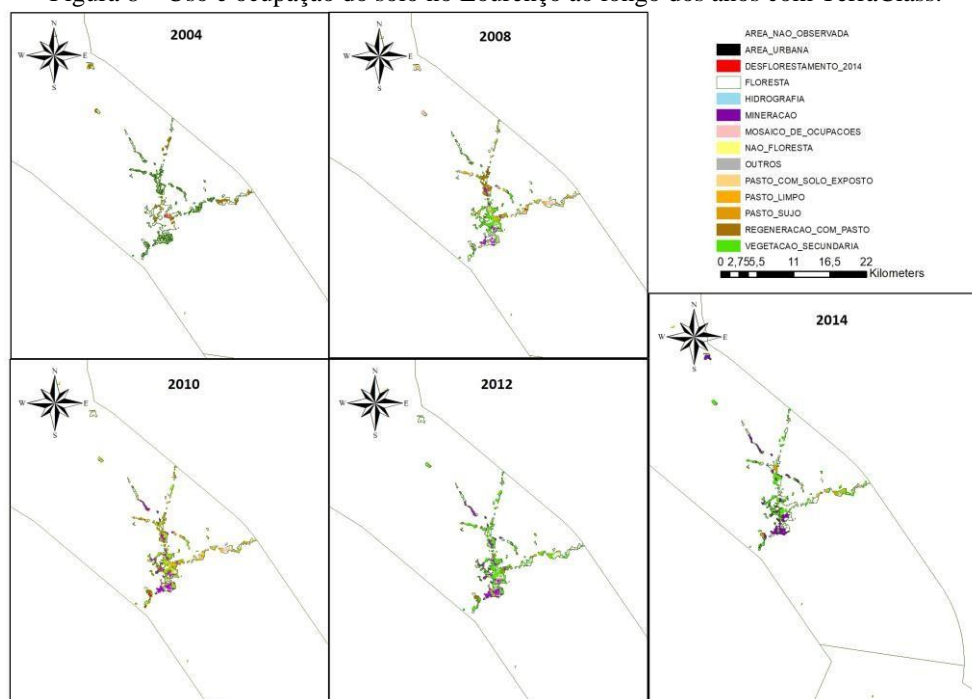 Figura 8 – Uso e ocupação do solo no Lourenço ao longo dos anos com TerraClass.
2004
N
W E
S
2008
N
W E
S
AREA_NAO_OBSERVADA
AREA_URBANA
DESFLORESTAMENTO_2014
FLORESTA
HIDROGRAFIA
MINERACAO
MOSAICO_DE_OCUPACOES
NAO_FLORESTA
OUTROS
PASTO_COM_SOLO_EXPOSTO
PASTO_LIMPO
PASTO_SUJO
REGENERACAO_COM_PASTO
VEGETACAO_SECUNDARIA
0 2,755,5 11 16,5 22
Kilometers
2010
N
W E
S
2012
N
W E
S
2014
N
W E
S